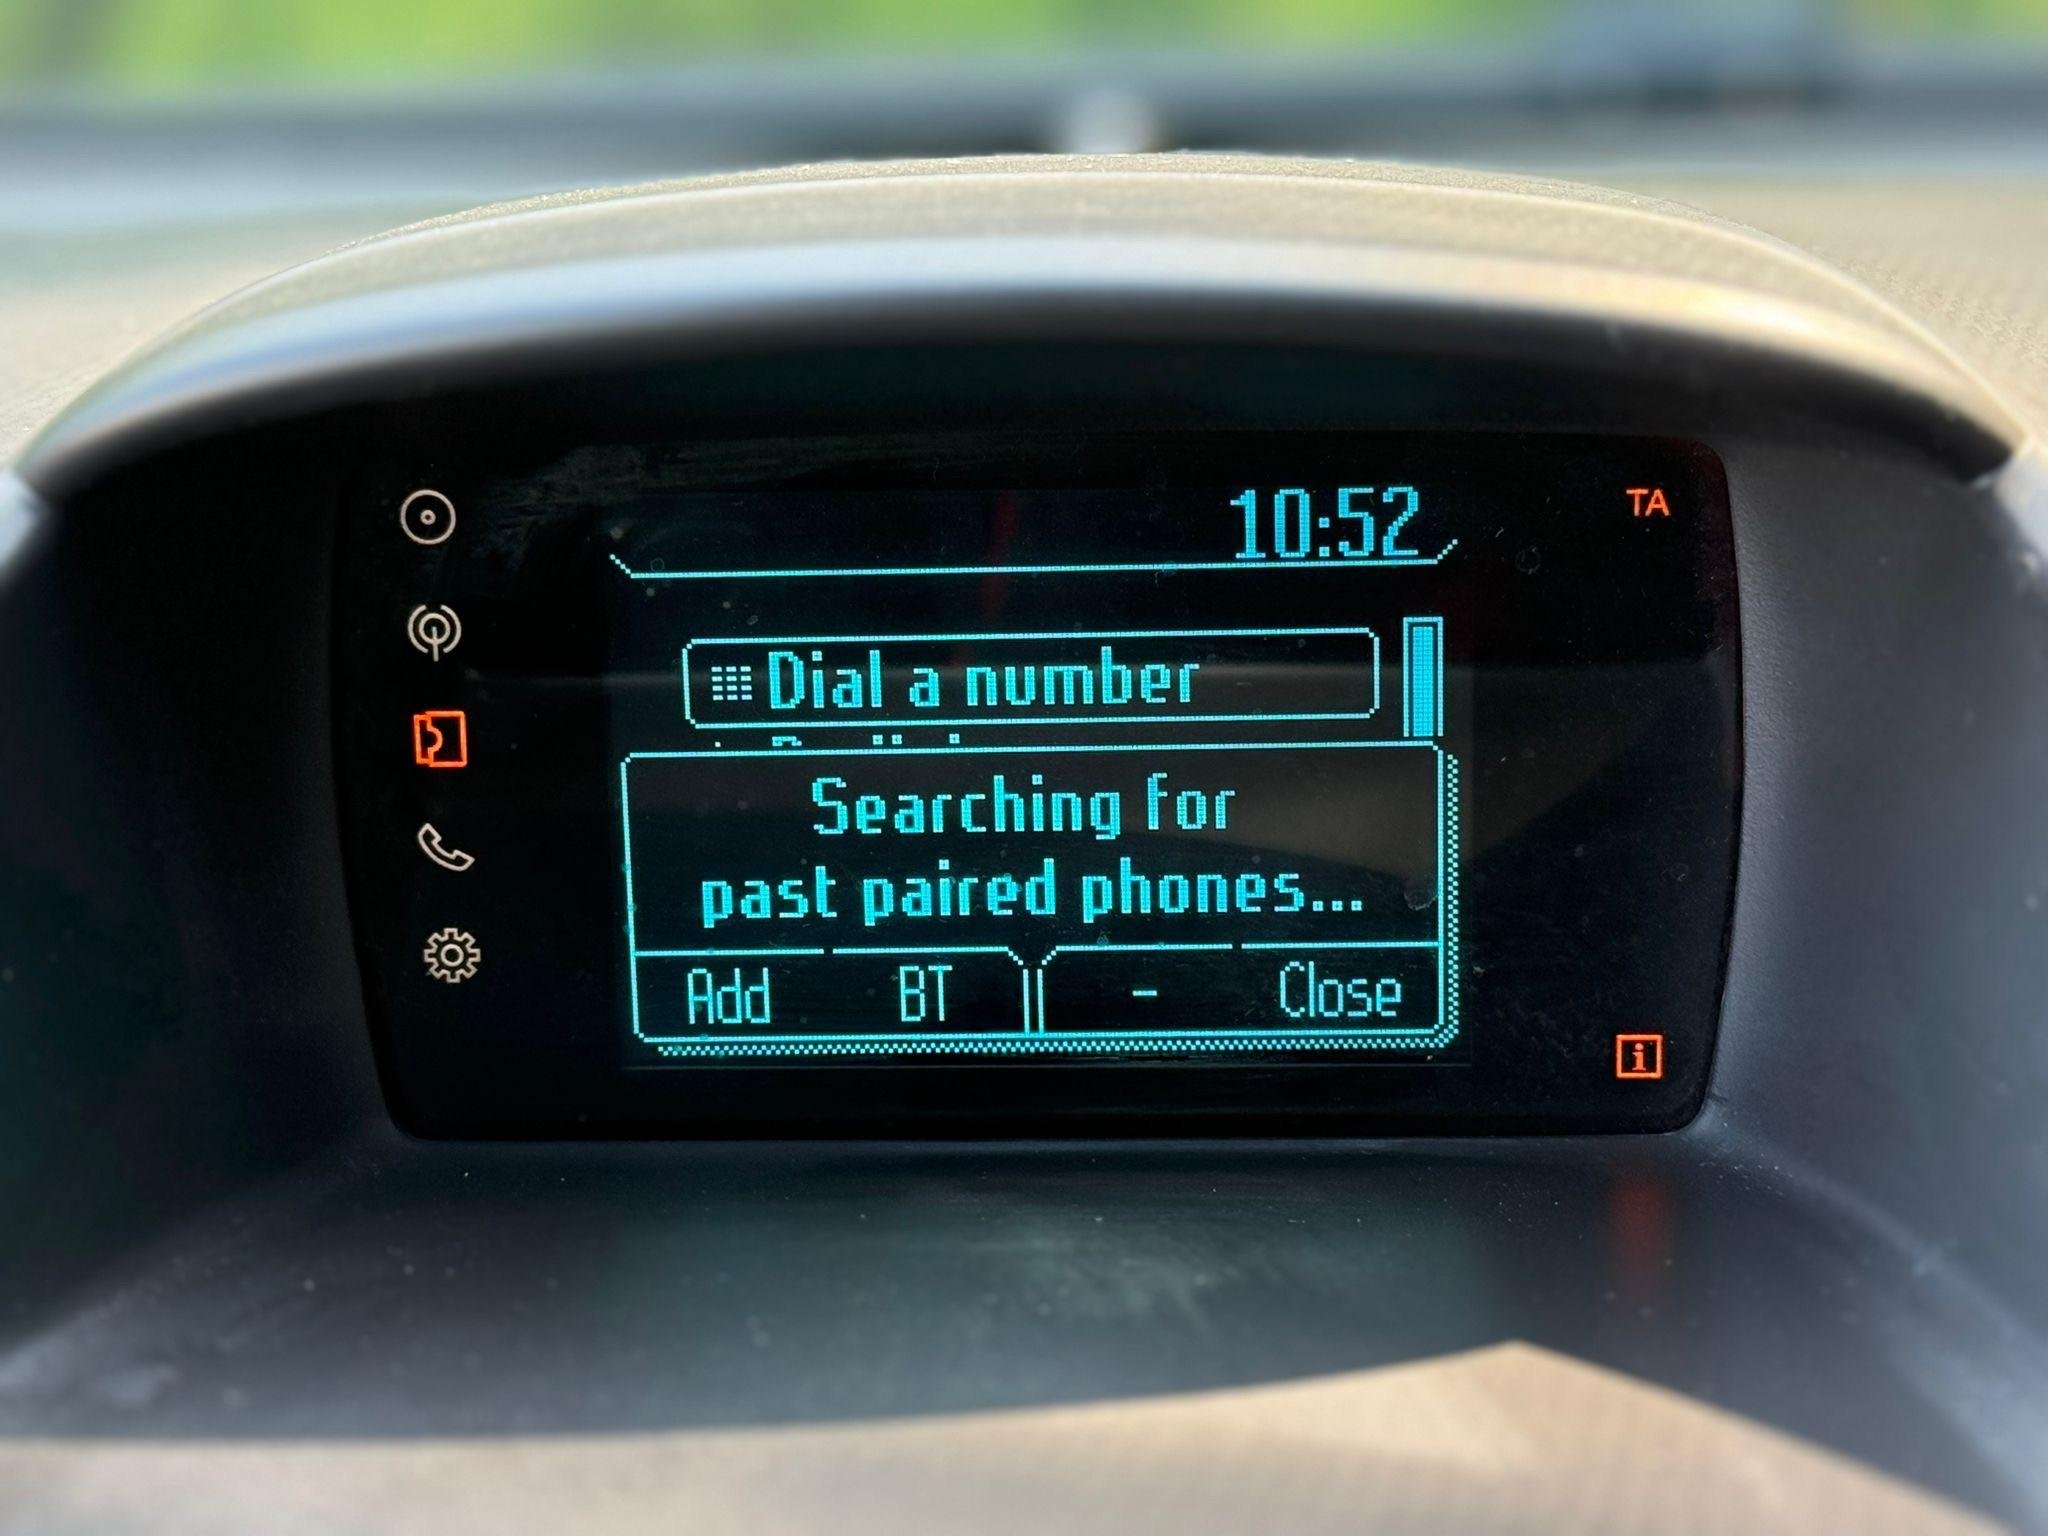 10:52
TA
Dial a number
Searching for
past paired phones...
Add BT - Close
i